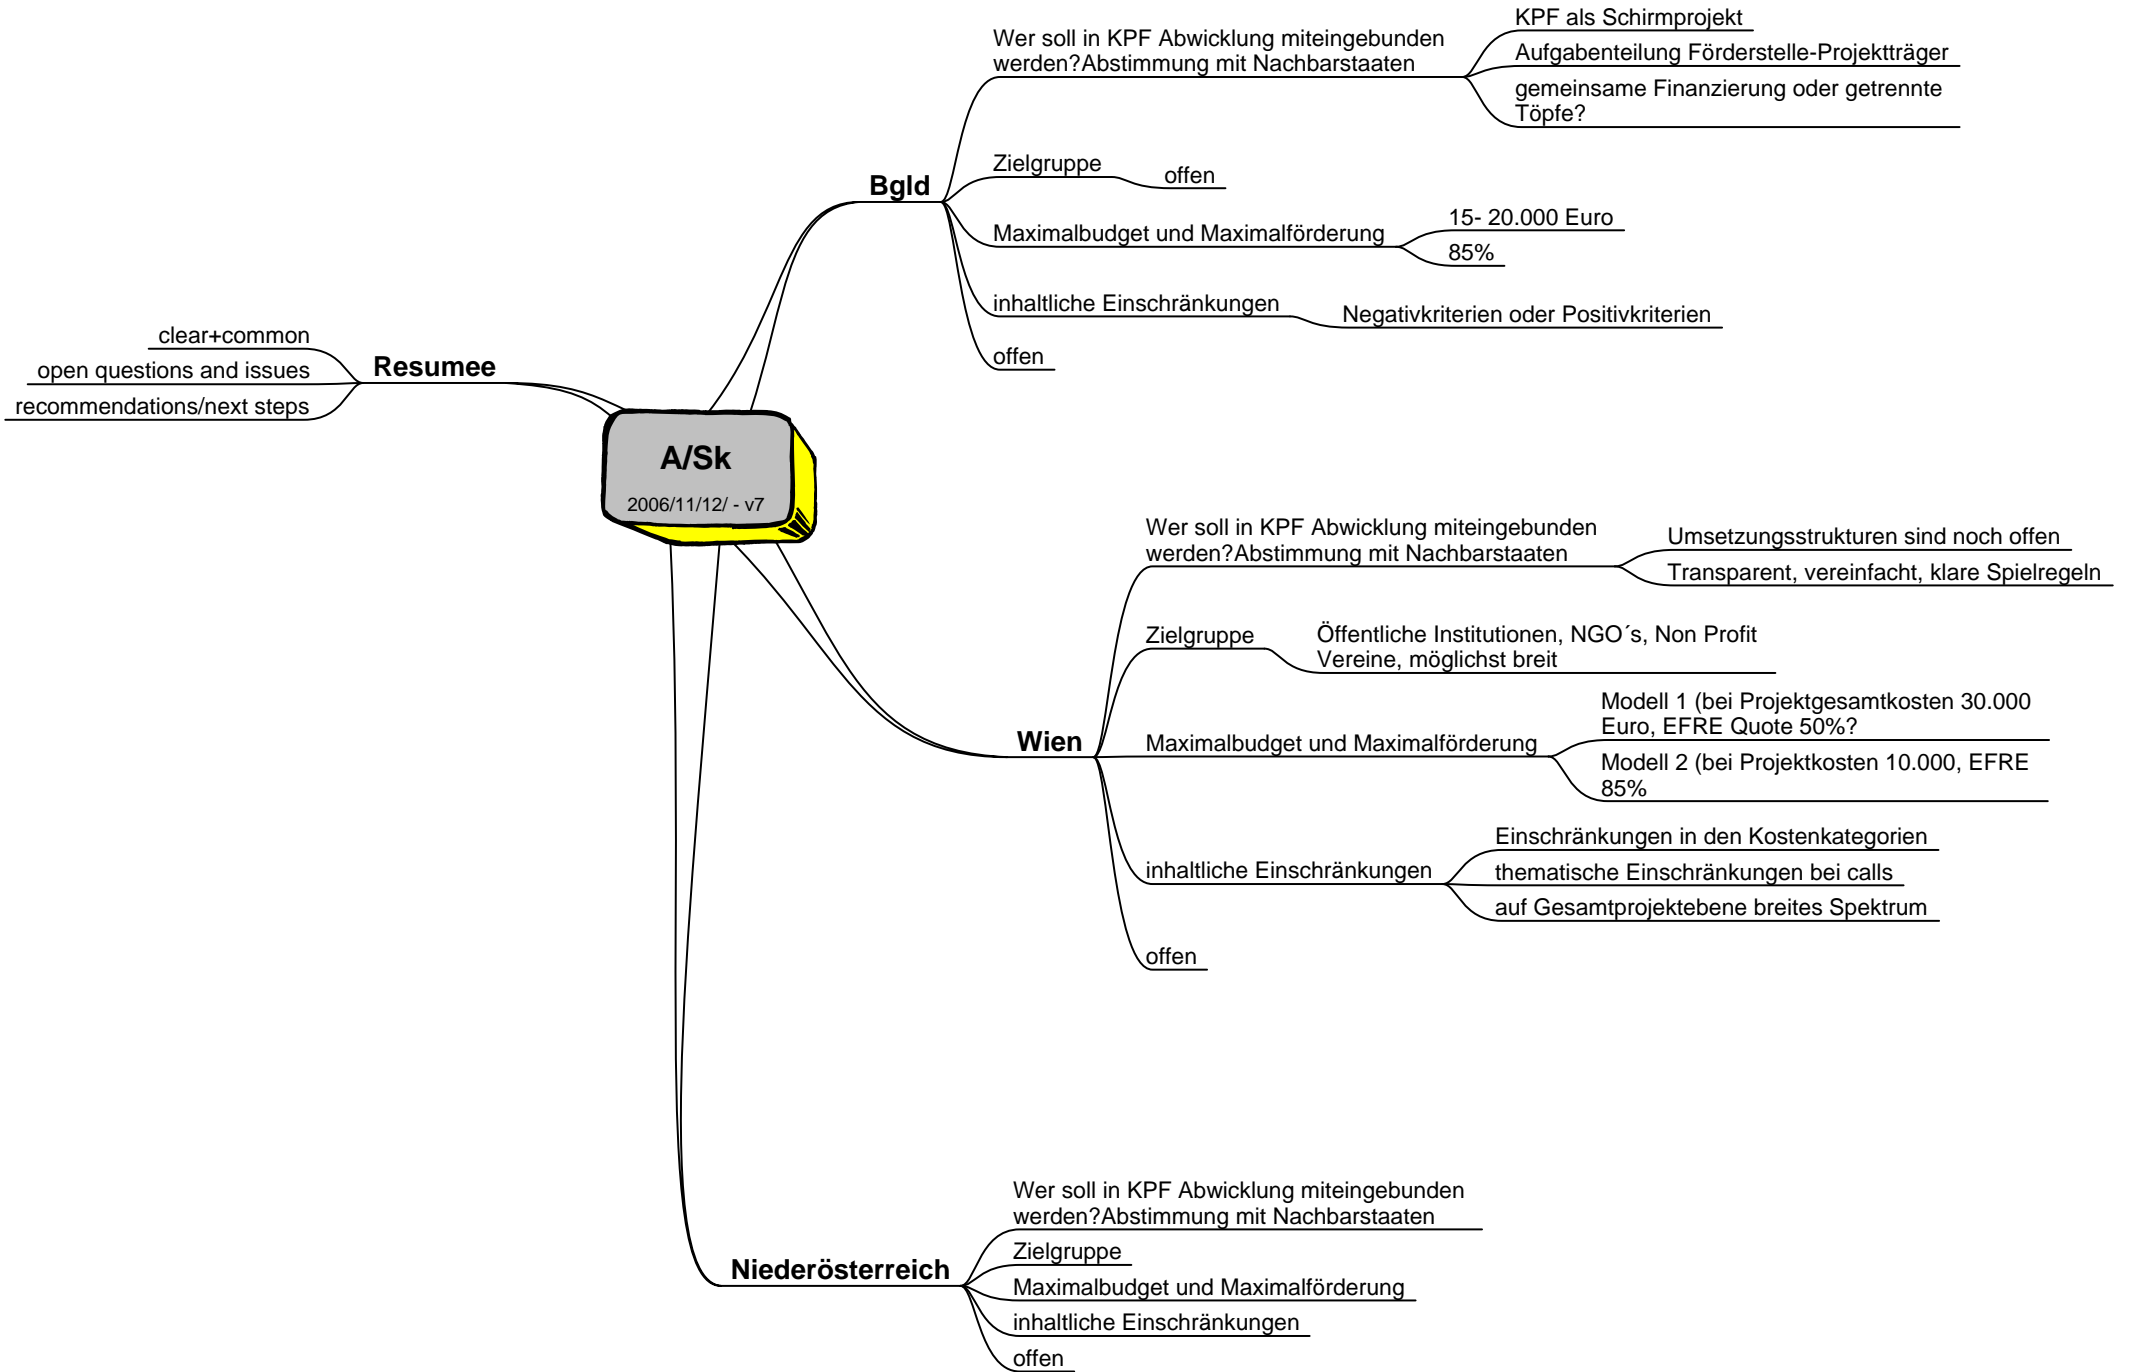 A/Sk
2006/11/12/ - v7
Bgld
Wer soll in KPF Abwicklung miteingebunden
werden?Abstimmung mit Nachbarstaaten
KPF als Schirmprojekt
Aufgabenteilung Förderstelle-Projektträger
gemeinsame Finanzierung oder getrennte
Töpfe?
Zielgruppe
offen
Maximalbudget und Maximalförderung
15- 20.000 Euro
85%
inhaltliche Einschränkungen
Negativkriterien oder Positivkriterien
offen
Wien
Wer soll in KPF Abwicklung miteingebunden
werden?Abstimmung mit Nachbarstaaten
Umsetzungsstrukturen sind noch offen
Transparent, vereinfacht, klare Spielregeln
Zielgruppe
Öffentliche Institutionen, NGO´s, Non Profit
Vereine, möglichst breit
Maximalbudget und Maximalförderung
Modell 1 (bei Projektgesamtkosten 30.000
Euro, EFRE Quote 50%?
Modell 2 (bei Projektkosten 10.000, EFRE
85%
inhaltliche Einschränkungen
Einschränkungen in den Kostenkategorien
thematische Einschränkungen bei calls
auf Gesamtprojektebene breites Spektrum
offen
Niederösterreich
Wer soll in KPF Abwicklung miteingebunden
werden?Abstimmung mit Nachbarstaaten
Zielgruppe
Maximalbudget und Maximalförderung
inhaltliche Einschränkungen
offen
Resumee
clear+common
open questions and issues
recommendations/next steps